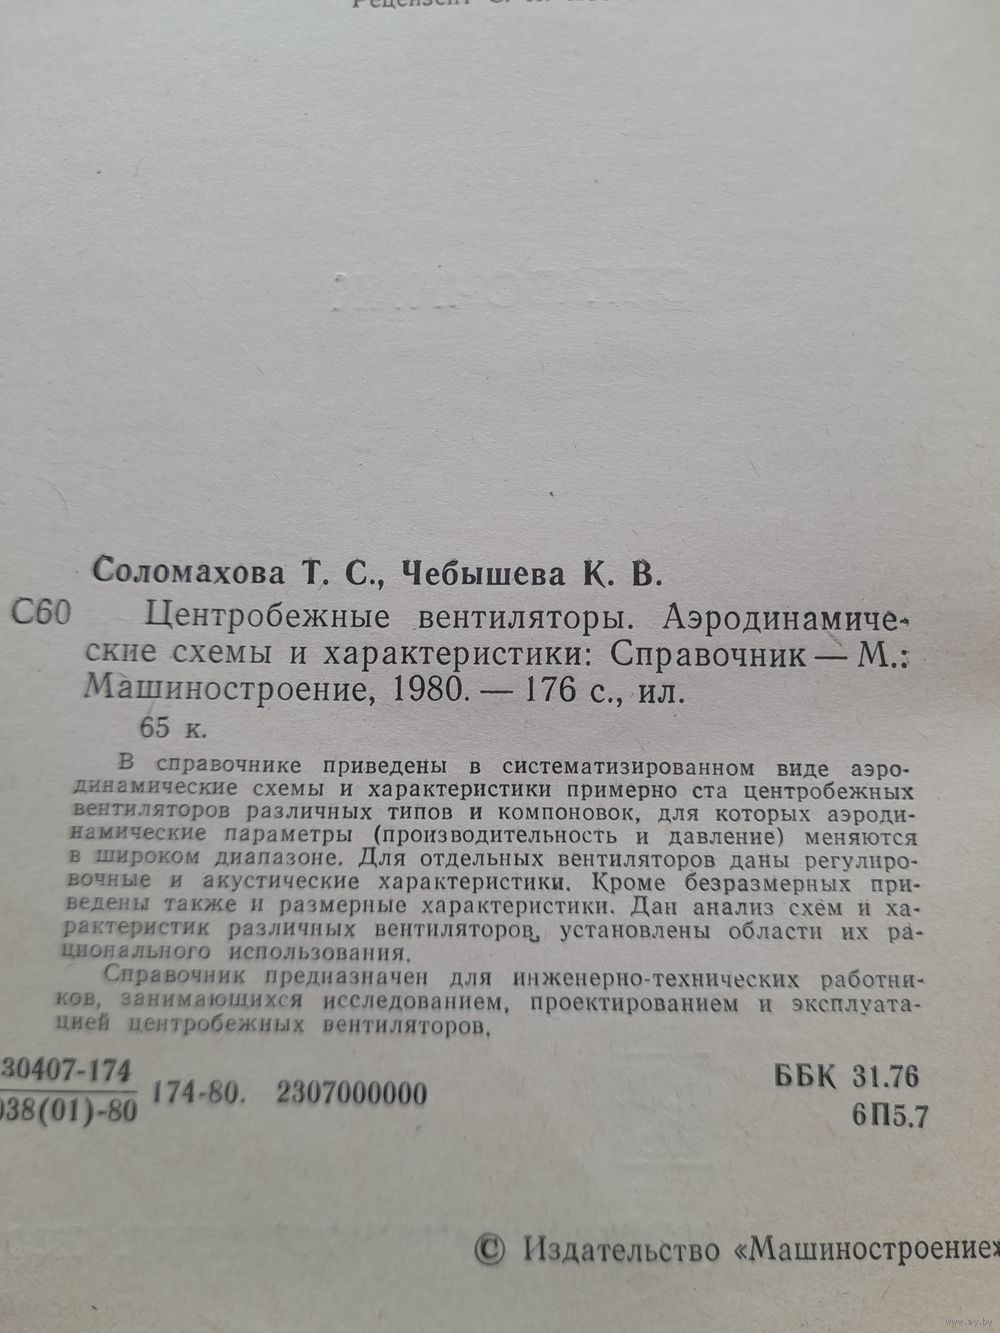 Рецензент С.
Соломахова Т. С., Чебышева К. В.
С60 Центробежные вентиляторы. Аэродинамиче-
ские схемы и характеристики: Справочник — М.:
Машиностроение, 1980. — 176 с., ил.
65 к.
В справочнике приведены в систематизированном виде аэро-
динамические схемы и характеристики примерно ста центробежных
вентиляторов различных типов и компоновок, для которых аэроди-
намические параметры (производительность и давление) меняются
в широком диапазоне. Для отдельных вентиляторов даны регулиро-
вочные и акустические характеристики. Кроме безразмерных при-
ведены также и размерные характеристики. Дан анализ схем и ха-
рактеристик различных вентиляторов, установлены области их ра-
ционального использования.
Справочник предназначен для инженерно-технических работни-
ков, занимающихся исследованием, проектированием и эксплуата-
цией центробежных вентиляторов.
30407-174
038(01)-80 174-80. 2307000000
ББК 31.76
6П5.7
© Издательство «Машиностроение»
www.ay.by